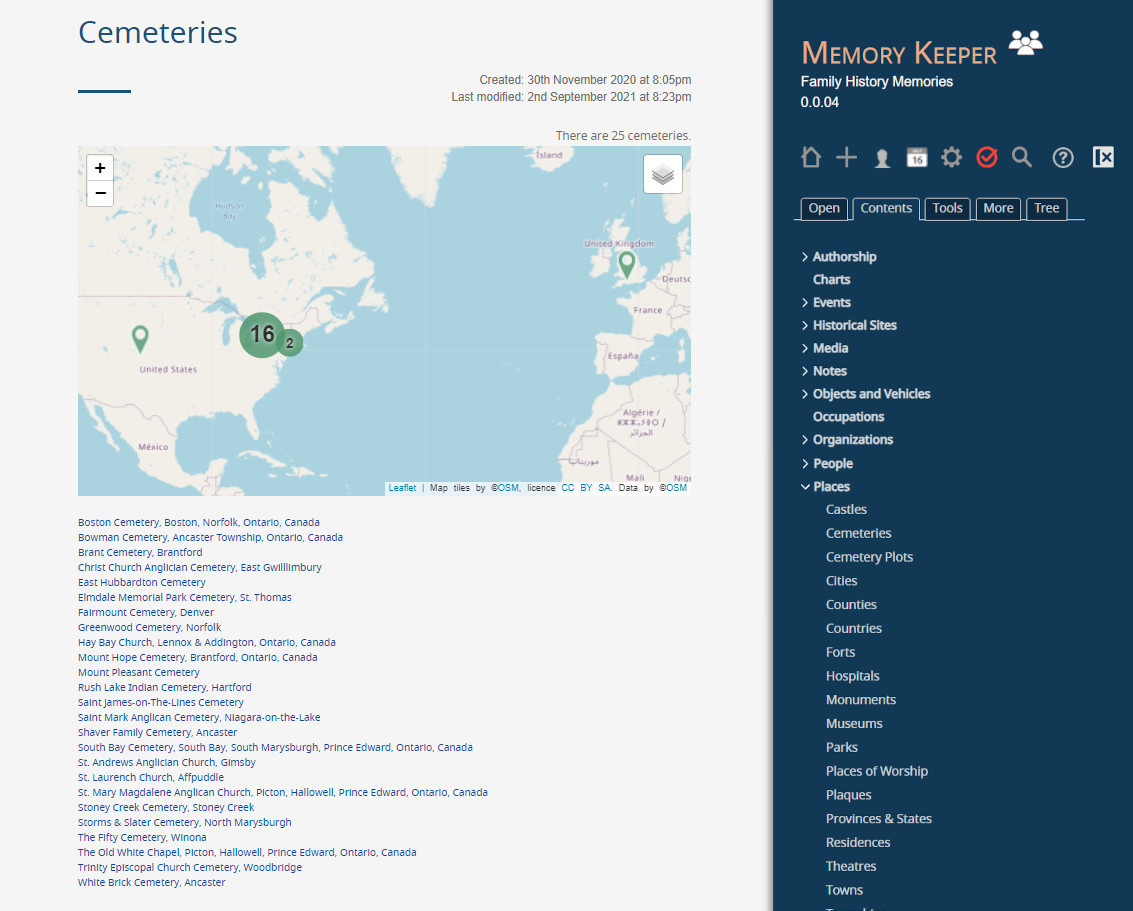 Cemeteries
Created: 30th November 2020 at 8:05pm
Last modified: 2nd September 2021 at 8:23pm
There are 25 cemeteries.
+
−
Ísland
Hudson
Bay
United Kingdom
Deutsc
France
16
2
United States
España
Algérie /
ⵍⵣⵣⴰⵢⴻⵔ /
الجزائر
México
موريتانيا
Mali
Nige
Leaflet | Map tiles by ©OSM, licence CC BY SA. Data by ©OSM
Boston Cemetery, Boston, Norfolk, Ontario, Canada
Bowman Cemetery, Ancaster Township, Ontario, Canada
Brant Cemetery, Brantford
Christ Church Anglician Cemetery, East Gwilllimbury
East Hubbardton Cemetery
Elmdale Memorial Park Cemetery, St. Thomas
Fairmount Cemetery, Denver
Greenwood Cemetery, Norfolk
Hay Bay Church, Lennox & Addington, Ontario, Canada
Mount Hope Cemetery, Brantford, Ontario, Canada
Mount Pleasant Cemetery
Rush Lake Indian Cemetery, Hartford
Saint James-on-The-Lines Cemetery
Saint Mark Anglican Cemetery, Niagara-on-the-Lake
Shaver Family Cemetery, Ancaster
South Bay Cemetery, South Bay, South Marysburgh, Prince Edward, Ontario, Canada
St. Andrews Anglician Church, Gimsby
St. Laurench Church, Affpuddle
St. Mary Magdalene Anglican Church, Picton, Hallowell, Prince Edward, Ontario, Canada
Stoney Creek Cemetery, Stoney Creek
Storms & Slater Cemetery, North Marysburgh
The Fifty Cemetery, Winona
The Old White Chapel, Picton, Hallowell, Prince Edward, Ontario, Canada
Trinity Episcopal Church Cemetery, Woodbridge
White Brick Cemetery, Ancaster
Memory Keeper
Family History Memories
0.0.04
JULY
16
Open Contents Tools More Tree
Authorship
Charts
Events
Historical Sites
Media
Notes
Objects and Vehicles
Occupations
Organizations
People
Places
Castles
Cemeteries
Cemetery Plots
Cities
Counties
Countries
Forts
Hospitals
Monuments
Museums
Parks
Places of Worship
Plaques
Provinces & States
Residences
Theatres
Towns